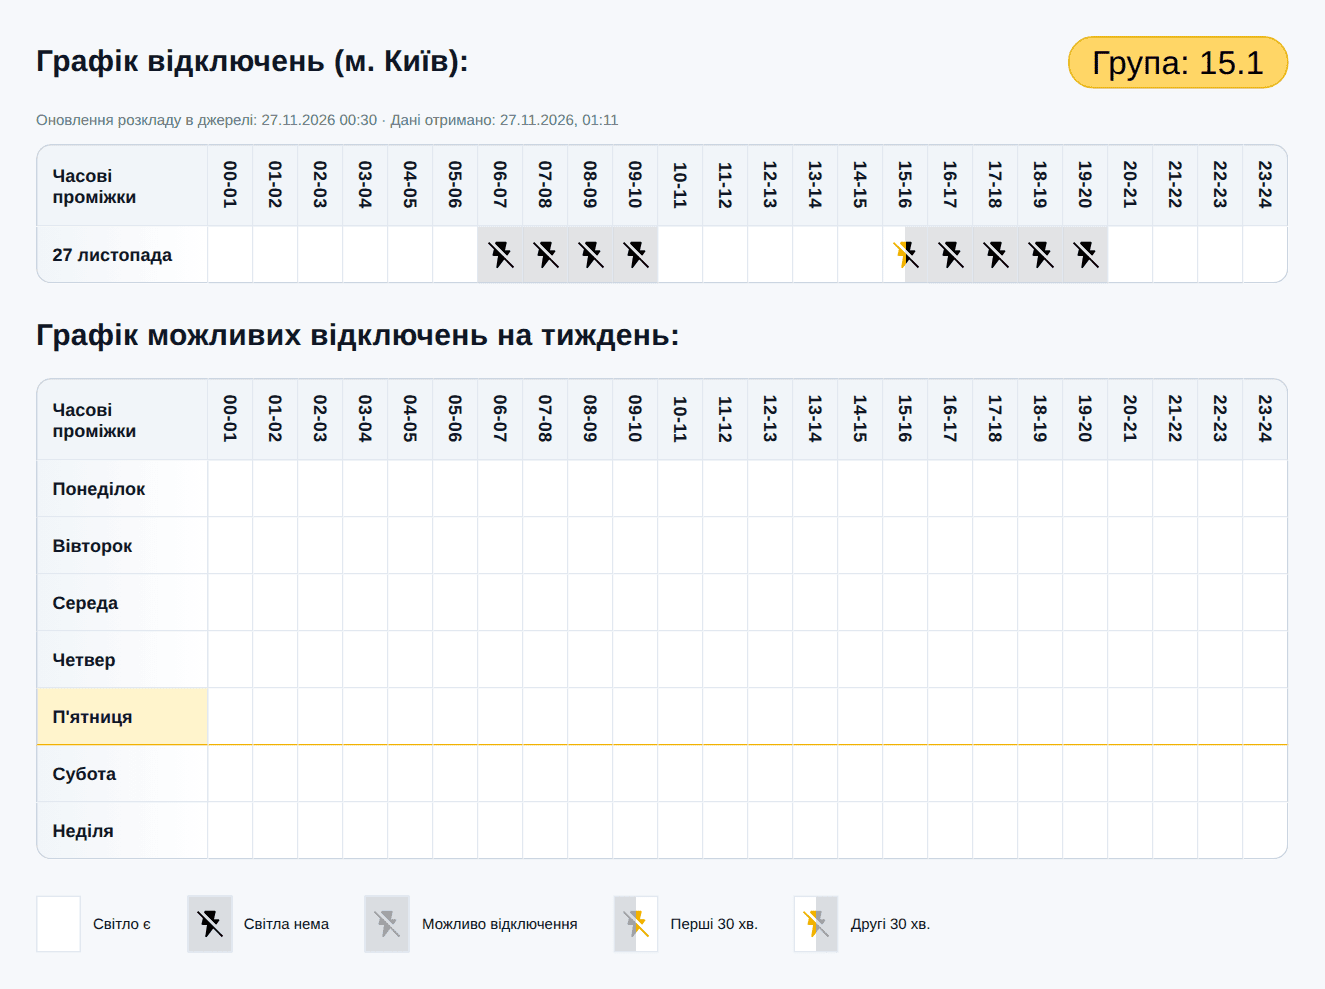 Графік відключень (м. Київ):
Група: 15.1
Оновлення розкладу в джерелі: 27.11.2026 00:30 · Дані отримано: 27.11.2026, 01:11
Часові
проміжки
00-01 01-02 02-03 03-04 04-05 05-06 06-07 07-08 08-09 09-10 10-11 11-12 12-13 13-14 14-15 15-16 16-17 17-18 18-19 19-20 20-21 21-22 22-23 23-24
27 листопада
Графік можливих відключень на тиждень:
Часові
проміжки
00-01 01-02 02-03 03-04 04-05 05-06 06-07 07-08 08-09 09-10 10-11 11-12 12-13 13-14 14-15 15-16 16-17 17-18 18-19 19-20 20-21 21-22 22-23 23-24
Понеділок
Вівторок
Середа
Четвер
П'ятниця
Субота
Неділя
Світло є Світла нема Можливо відключення Перші 30 хв. Другі 30 хв.